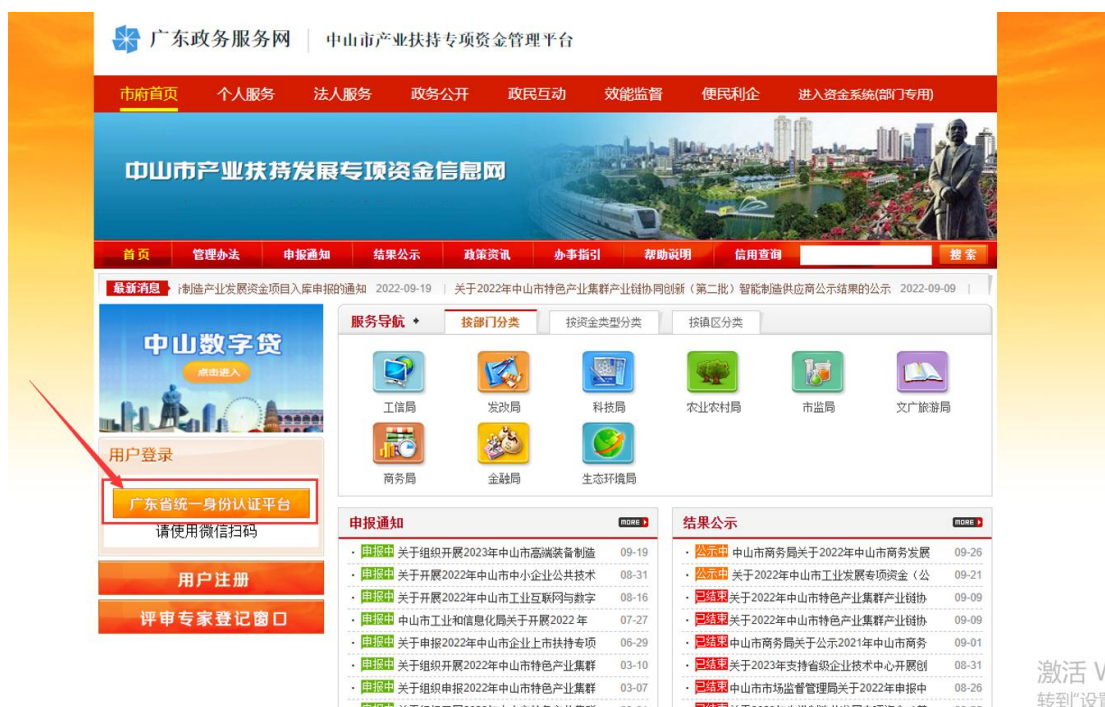 广东政务服务网 中山市产业扶持专项资金管理平台
市府首页 个人服务 法人服务 政务公开 政民互动 效能监督 便民利企 进入资金系统(部门专用)
中山市产业扶持发展专项资金信息网
首页 管理办法 申报通知 结果公示 政策资讯 办事指引 帮助说明 信用查询 搜索
最新消息 制造产业发展资金项目入库申报的通知 2022-09-19 关于2022年中山市特色产业集群产业链协同创新（第二批）智能制造供应商公示结果的公示 2022-09-09
中山数字贷
点击进入
服务导航 按部门分类 按资金类型分类 按镇区分类
工信局 发改局 科技局 农业农村局 市监局 文广旅游局
商务局 金融局 生态环境局
用户登录
广东省统一身份认证平台
请使用微信扫码
用户注册
评审专家登记窗口
申报通知 MORE
· 申报中 关于组织开展2023年中山市高端装备制造 09-19
· 申报中 关于开展2022年中山市中小企业公共技术 08-31
· 申报中 关于开展2022年中山市工业互联网与数字 08-16
· 申报中 中山市工业和信息化局关于开展2022年 07-27
· 申报中 关于申报2022年中山市企业上市扶持专项 06-29
· 申报中 关于组织开展2022年中山市特色产业集群 03-10
· 申报中 关于组织申报2022年中山市特色产业集群 03-07
结果公示 MORE
· 公示中 中山市商务局关于2022年中山市商务发展 09-26
· 公示中 关于2022年中山市工业发展专项资金（公 09-21
· 已结束 关于2022年中山市特色产业集群产业链协 09-09
· 已结束 关于2022年中山市特色产业集群产业链协 09-09
· 已结束 中山市商务局关于公示2021年中山市商务 09-01
· 已结束 关于2023年支持省级企业技术中心开展创 08-31
· 已结束 中山市市场监督管理局关于2022年申报中 08-26
激活 W
转到"设置